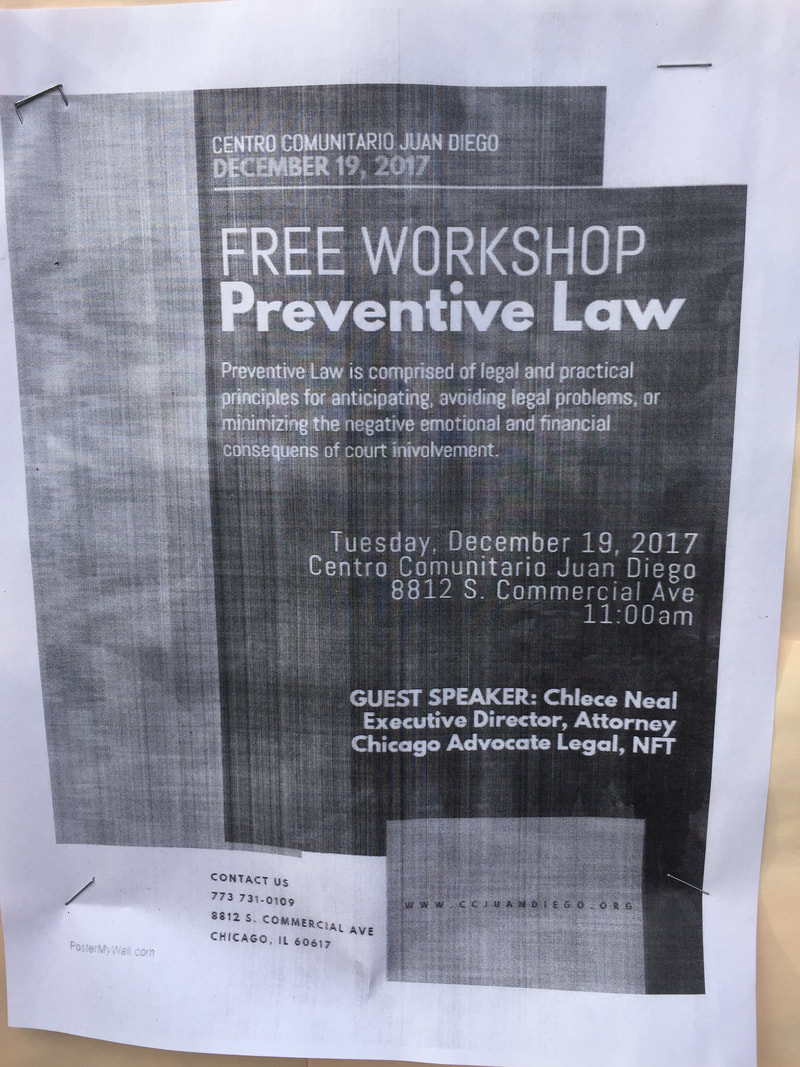 CENTRO COMUNITARIO JUAN DIEGO
DECEMBER 19, 2017
FREE WORKSHOP
Preventive Law
Preventive Law is comprised of legal and practical
principles for anticipating, avoiding legal problems, or
minimizing the negative emotional and financial
consequens of court inivolvement.
Tuesday, December 19, 2017
Centro Comunitario Juan Diego
8812 S. Commercial Ave
11:00am
GUEST SPEAKER: Chlece Neal
Executive Director, Attorney
Chicago Advocate Legal, NFT
CONTACT US
773 731-0109
8812 S. COMMERCIAL AVE
CHICAGO, IL 60617
WWW.CCJUANDIEGO.ORG
PosterMyWall.com